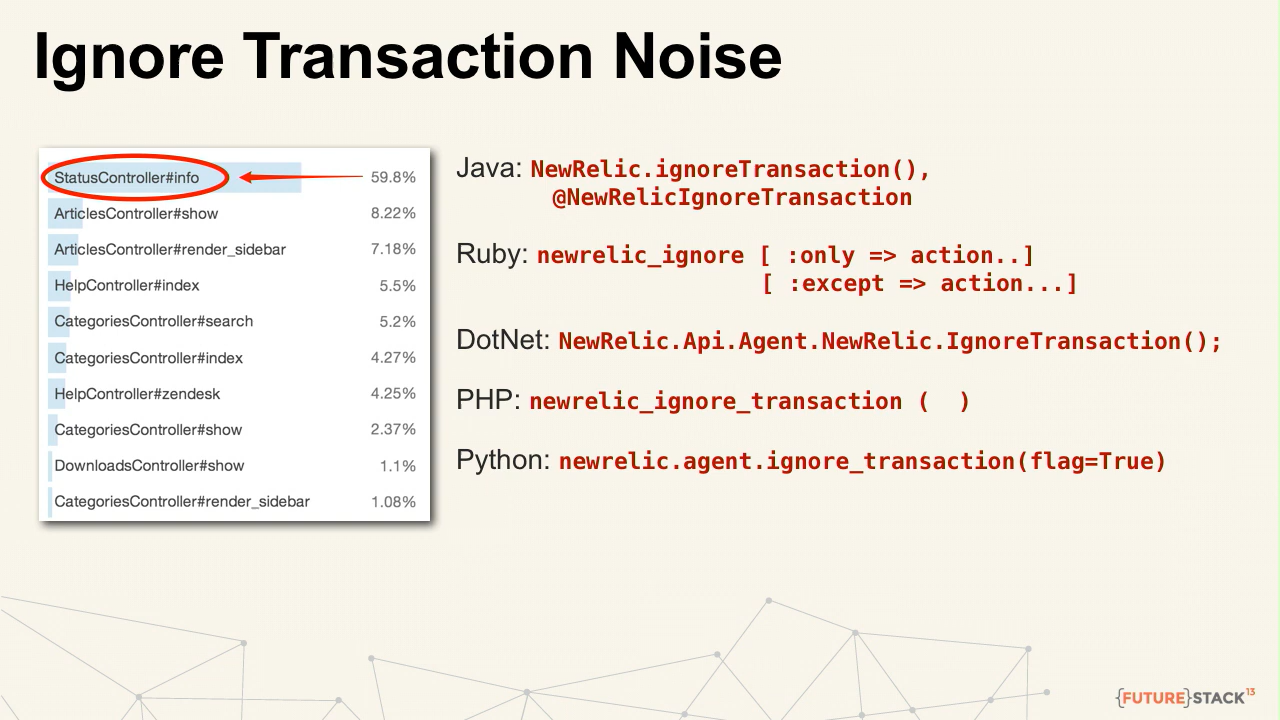 Ignore Transaction Noise
StatusController#info 59.8%
ArticlesController#show 8.22%
ArticlesController#render_sidebar 7.18%
HelpController#index 5.5%
CategoriesController#search 5.2%
CategoriesController#index 4.27%
HelpController#zendesk 4.25%
CategoriesController#show 2.37%
DownloadsController#show 1.1%
CategoriesController#render_sidebar 1.08%
Java: NewRelic.ignoreTransaction(),
@NewRelicIgnoreTransaction
Ruby: newrelic_ignore [ :only => action..]
[ :except => action...]
DotNet: NewRelic.Api.Agent.NewRelic.IgnoreTransaction();
PHP: newrelic_ignore_transaction (  )
Python: newrelic.agent.ignore_transaction(flag=True)
{FUTURE}STACK13